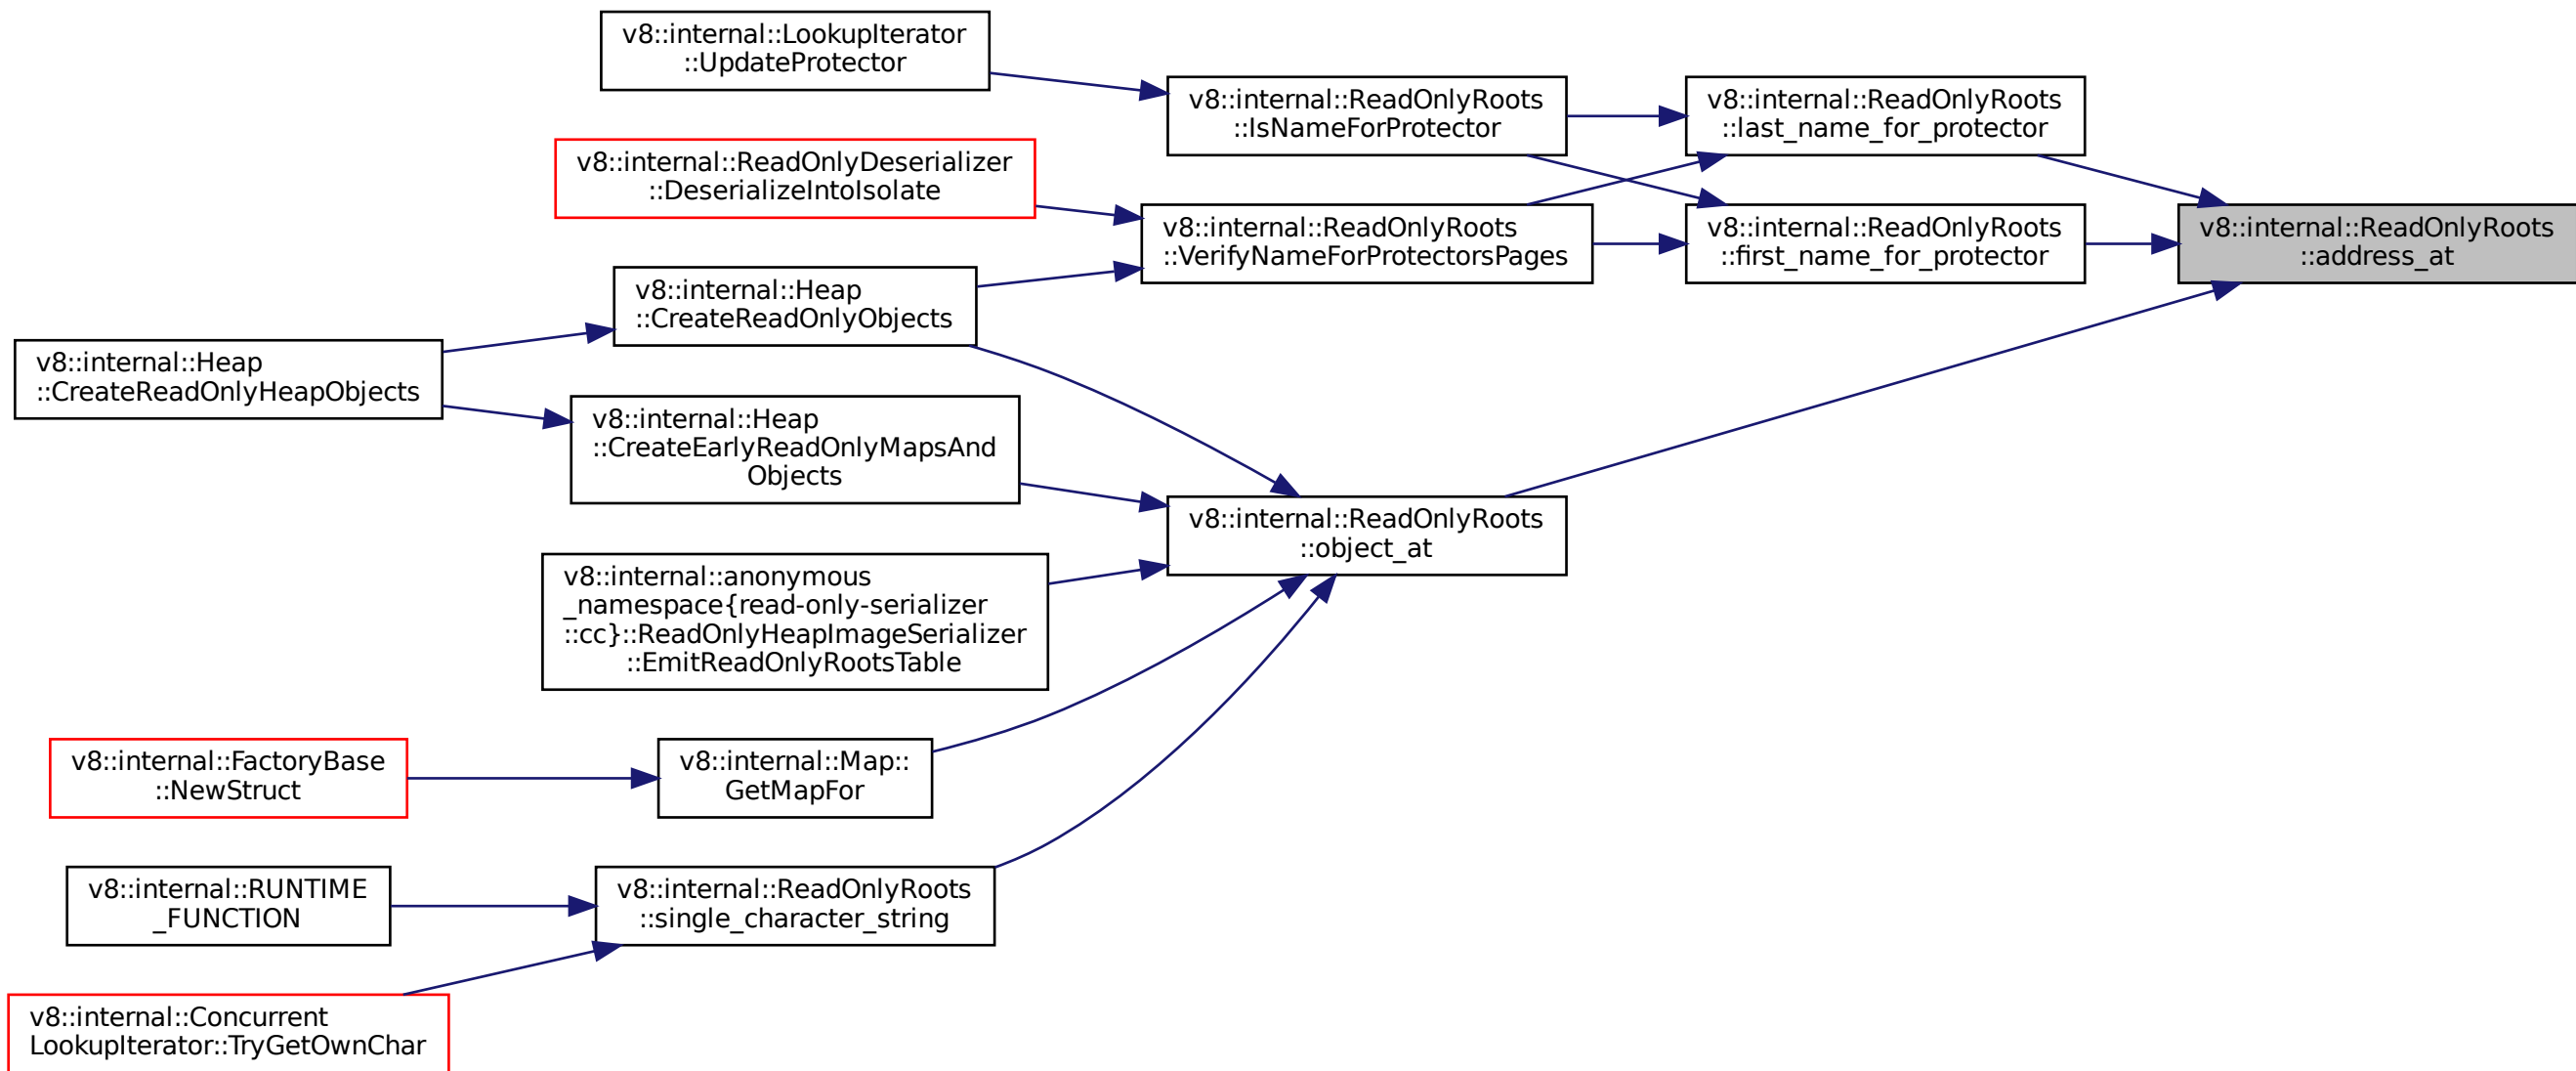 v8::internal::LookupIterator
::UpdateProtector
v8::internal::ReadOnlyRoots
::IsNameForProtector
v8::internal::ReadOnlyRoots
::last_name_for_protector
v8::internal::ReadOnlyDeserializer
::DeserializeIntoIsolate
v8::internal::ReadOnlyRoots
::VerifyNameForProtectorsPages
v8::internal::ReadOnlyRoots
::first_name_for_protector
v8::internal::ReadOnlyRoots
::address_at
v8::internal::Heap
::CreateReadOnlyObjects
v8::internal::Heap
::CreateReadOnlyHeapObjects
v8::internal::Heap
::CreateEarlyReadOnlyMapsAnd
Objects
v8::internal::ReadOnlyRoots
::object_at
v8::internal::anonymous
_namespace{read-only-serializer
::cc}::ReadOnlyHeapImageSerializer
::EmitReadOnlyRootsTable
v8::internal::FactoryBase
::NewStruct
v8::internal::Map::
GetMapFor
v8::internal::RUNTIME
_FUNCTION
v8::internal::ReadOnlyRoots
::single_character_string
v8::internal::Concurrent
LookupIterator::TryGetOwnChar